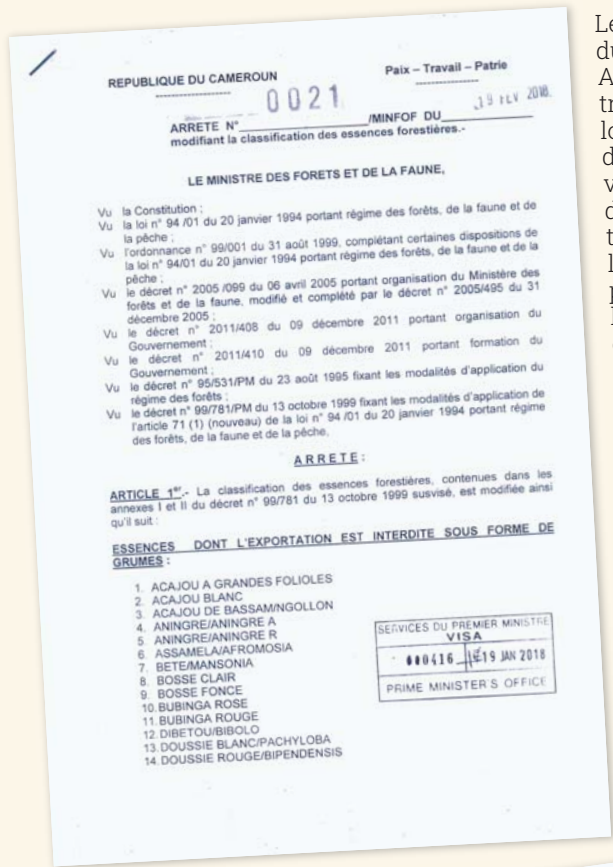 REPUBLIQUE DU CAMEROUN
Paix – Travail – Patrie
-------------------
----------------
ARRETE N° 0021 /MINFOF DU 19 FEV 2018
modifiant la classification des essences forestières.-
LE MINISTRE DES FORETS ET DE LA FAUNE,
Vu la Constitution ;
Vu la loi n° 94 /01 du 20 janvier 1994 portant régime des forêts, de la faune et de
la pêche ;
Vu l'ordonnance n° 99/001 du 31 août 1999, complétant certaines dispositions de
la loi n° 94/01 du 20 janvier 1994 portant régime des forêts, de la faune et de la
pêche ;
Vu le décret n° 2005 /099 du 06 avril 2005 portant organisation du Ministère des
forêts et de la faune, modifié et complété par le décret n° 2005/495 du 31
décembre 2005 ;
Vu le décret n° 2011/408 du 09 décembre 2011 portant organisation du
Gouvernement ;
Vu le décret n° 2011/410 du 09 décembre 2011 portant formation du
Gouvernement ;
Vu le décret n° 95/531/PM du 23 août 1995 fixant les modalités d'application du
régime des forêts ;
Vu le décret n° 99/781/PM du 13 octobre 1999 fixant les modalités d'application de
l'article 71 (1) (nouveau) de la loi n° 94 /01 du 20 janvier 1994 portant régime
des forêts, de la faune et de la pêche,
ARRETE :
ARTICLE 1er.- La classification des essences forestières, contenues dans les
annexes I et II du décret n° 99/781 du 13 octobre 1999 susvisé, est modifiée ainsi
qu'il suit :
ESSENCES DONT L'EXPORTATION EST INTERDITE SOUS FORME DE
GRUMES :
1. ACAJOU A GRANDES FOLIOLES
2. ACAJOU BLANC
3. ACAJOU DE BASSAM/NGOLLON
4. ANINGRE/ANINGRE A
5. ANINGRE/ANINGRE R
6. ASSAMELA/AFROMOSIA
7. BETE/MANSONIA
8. BOSSE CLAIR
9. BOSSE FONCE
10. BUBINGA ROSE
11. BUBINGA ROUGE
12. DIBETOU/BIBOLO
13. DOUSSIE BLANC/PACHYLOBA
14. DOUSSIE ROUGE/BIPENDENSIS
SERVICES DU PREMIER MINISTRE
VISA
000416 LE 19 JAN 2018
PRIME MINISTER'S OFFICE